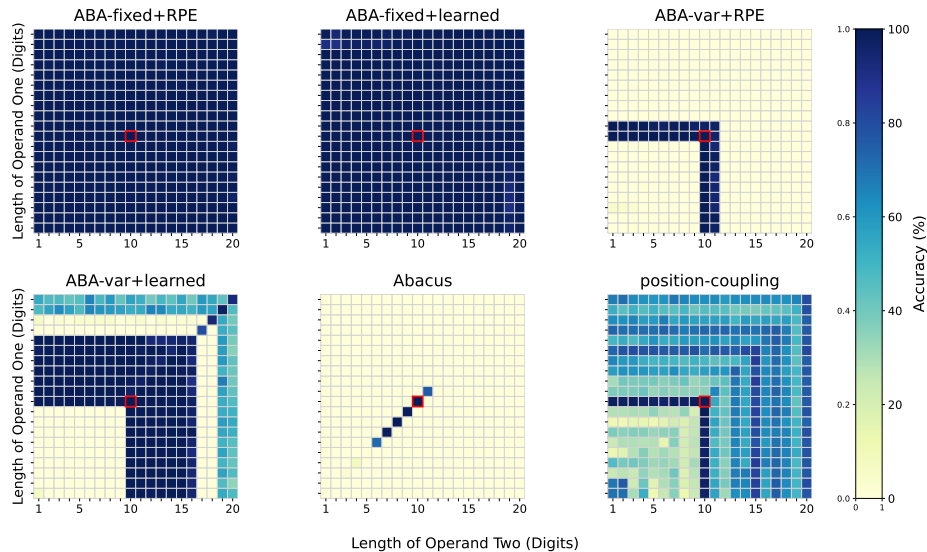 ABA-fixed+RPE
ABA-fixed+learned
ABA-var+RPE
Length of Operand One (Digits)
1 10 15 20
1 5 10 15 20
1 5 10 15 20
ABA-var+learned
Abacus
position-coupling
Length of Operand One (Digits)
1 10 15 20
1 5 10 15 20
1 5 10 15 20
Length of Operand Two (Digits)
1.0
0.8
0.6
0.4
0.2
0.0
0 1
100
80
60
40
20
0
Accuracy (%)